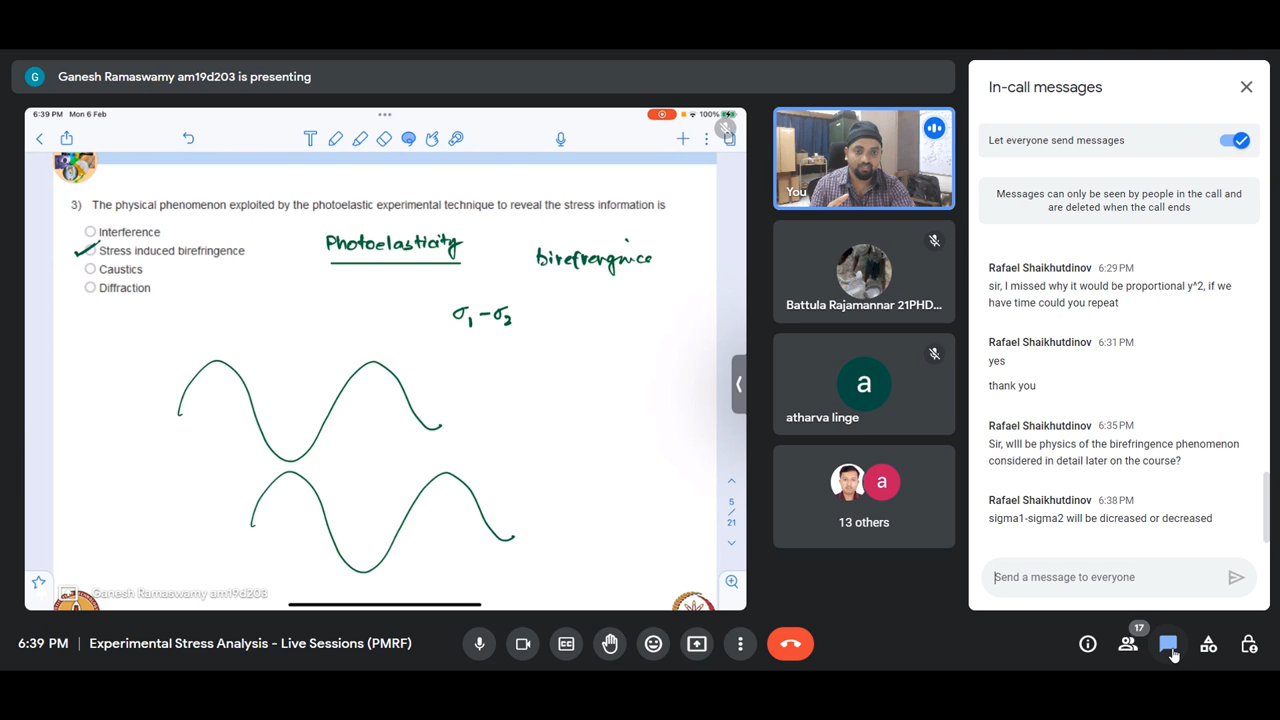 G Ganesh Ramaswamy am19d203 is presenting
6:39 PM Mon 6 Feb
100%
3) The physical phenomenon exploited by the photoelastic experimental technique to reveal the stress information is
Interference
Stress induced birefringence
Caustics
Diffraction
Photoelasticity
birefrergnice
σ1-σ2
5
/
21
Ganesh Ramaswamy am19d203
You
Battula Rajamannar 21PHD...
a
atharva linge
a
13 others
In-call messages
Let everyone send messages
Messages can only be seen by people in the call and
are deleted when the call ends
Rafael Shaikhutdinov 6:29 PM
sir, I missed why it would be proportional y^2, if we
have time could you repeat
Rafael Shaikhutdinov 6:31 PM
yes
thank you
Rafael Shaikhutdinov 6:35 PM
Sir, wlll be physics of the birefringence phenomenon
considered in detail later on the course?
Rafael Shaikhutdinov 6:38 PM
sigma1-sigma2 will be dicreased or decreased
Send a message to everyone
6:39 PM | Experimental Stress Analysis - Live Sessions (PMRF)
17